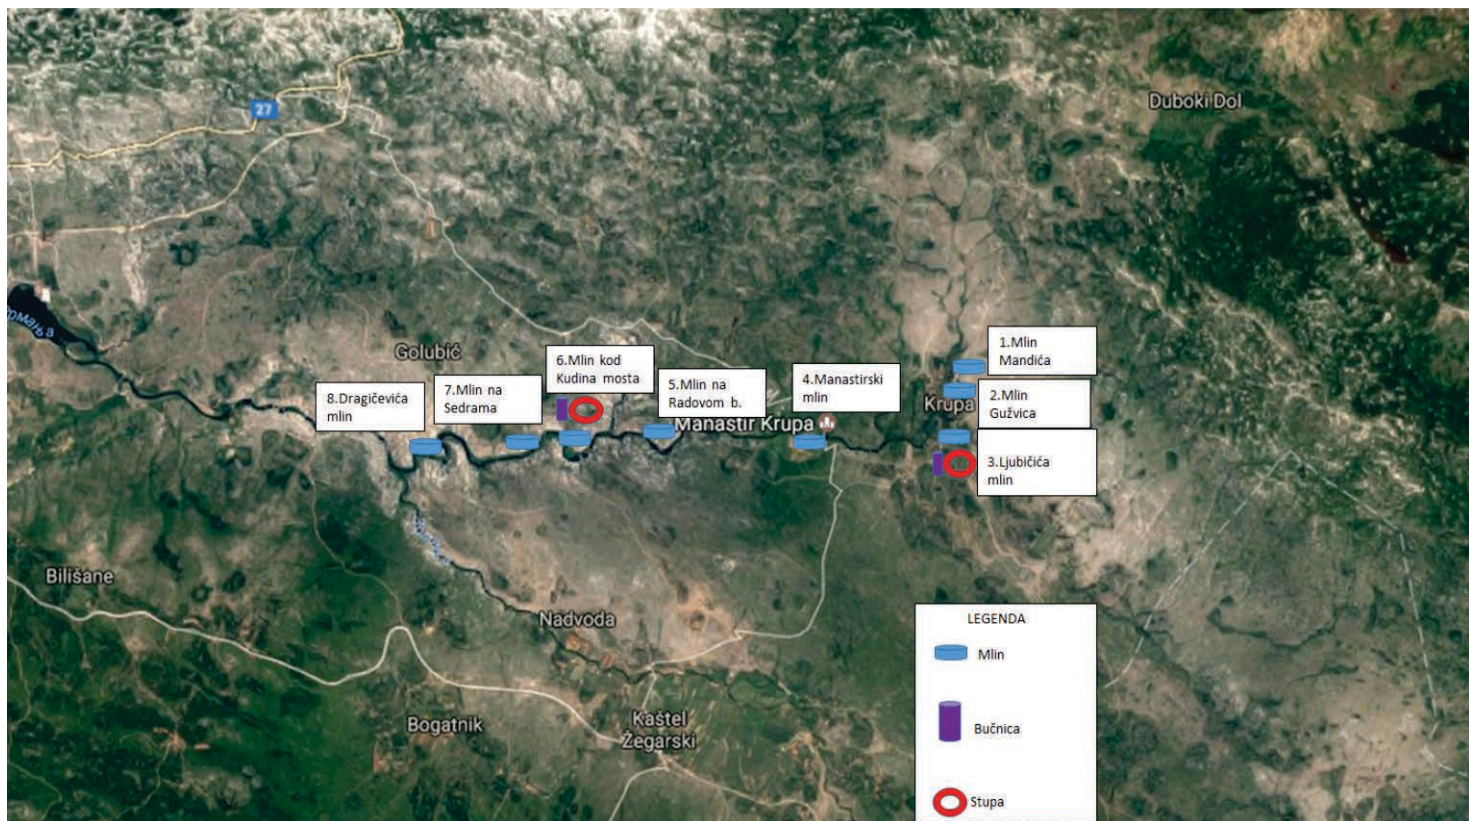 27
Duboki Dol
рмања
Golubić
1.Mlin
Mandića
2.Mlin
Gužvica
Krupa
3.Ljubičića
mlin
4.Manastirski
mlin
Manastir Krupa
5.Mlin na
Radovom b.
6.Mlin kod
Kudina mosta
7.Mlin na
Sedrama
8.Dragičevića
mlin
Bilišane
Nadvoda
Bogatnik
Kaštel
Žegarski
LEGENDA
Mlin
Bučnica
Stupa